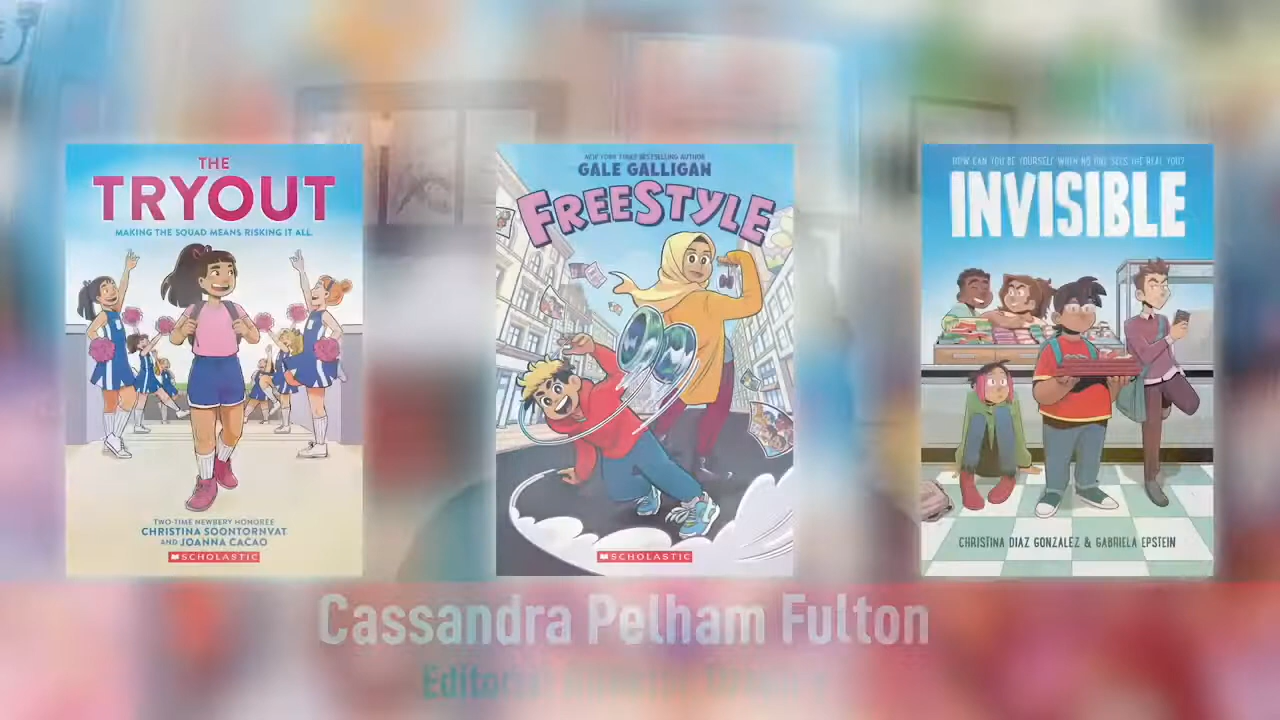 THE
TRYOUT
MAKING THE SQUAD MEANS RISKING IT ALL
TWO-TIME NEWBERY HONOREE
CHRISTINA SOONTORNVAT
AND JOANNA CACAO
SCHOLASTIC
NEW YORK TIMES BESTSELLING AUTHOR
GALE GALLIGAN
FREESTYLE
SCHOLASTIC
HOW CAN YOU BE YOURSELF WHEN NO ONE SEES THE REAL YOU?
INVISIBLE
CHRISTINA DIAZ GONZALEZ & GABRIELA EPSTEIN
Cassandra Pelham Fulton
Editorial